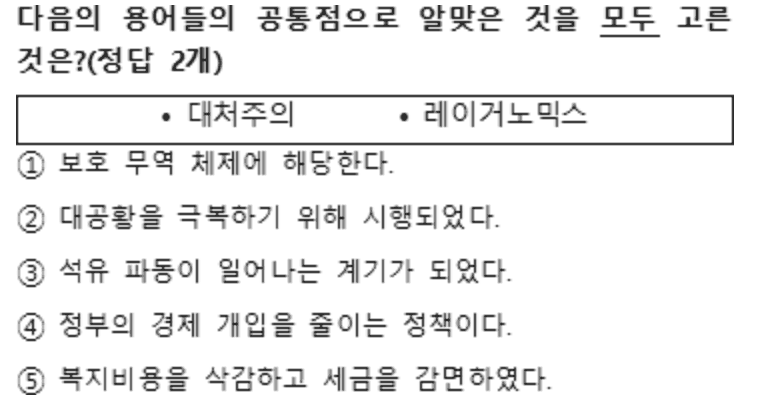 다음의 용어들의 공통점으로 알맞은 것을 모두 고른
것은?(정답 2개)
• 대처주의 • 레이거노믹스
① 보호 무역 체제에 해당한다.
② 대공황을 극복하기 위해 시행되었다.
③ 석유 파동이 일어나는 계기가 되었다.
④ 정부의 경제 개입을 줄이는 정책이다.
⑤ 복지비용을 삭감하고 세금을 감면하였다.